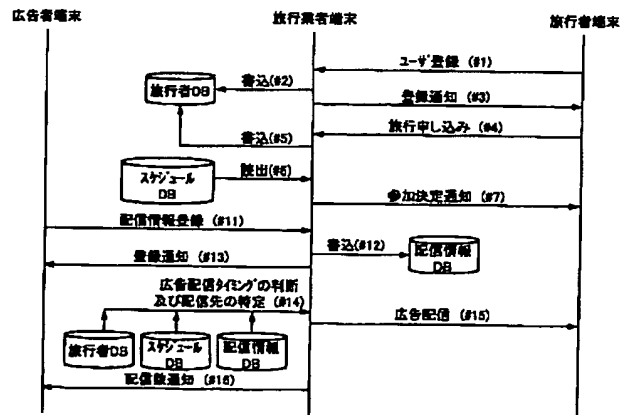 広告者端末
旅行業者端末
旅行者端末
ユーザ登録 (#1)
書込(#2)
旅行者DB
登録通知 (#3)
旅行申し込み (#4)
書込(#5)
スケジュール
DB
読出(#6)
参加決定通知 (#7)
配信情報登録 (#11)
書込(#12)
配信情報
DB
登録通知 (#13)
広告配信タイミングの判断
及び配信先の特定 (#14)
広告配信 (#15)
旅行者DB
スケジュール
DB
配信情報
DB
配信数通知 (#16)